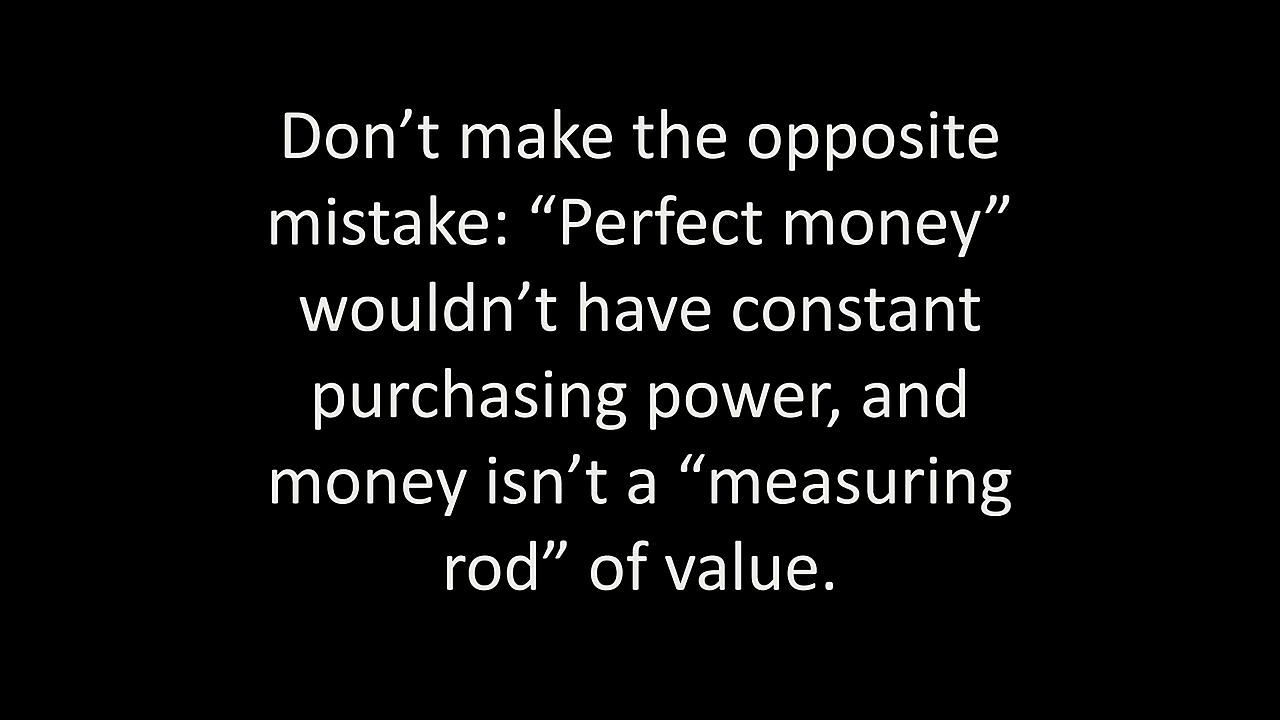 Don’t make the opposite
mistake: “Perfect money”
wouldn’t have constant
purchasing power, and
money isn’t a “measuring
rod” of value.